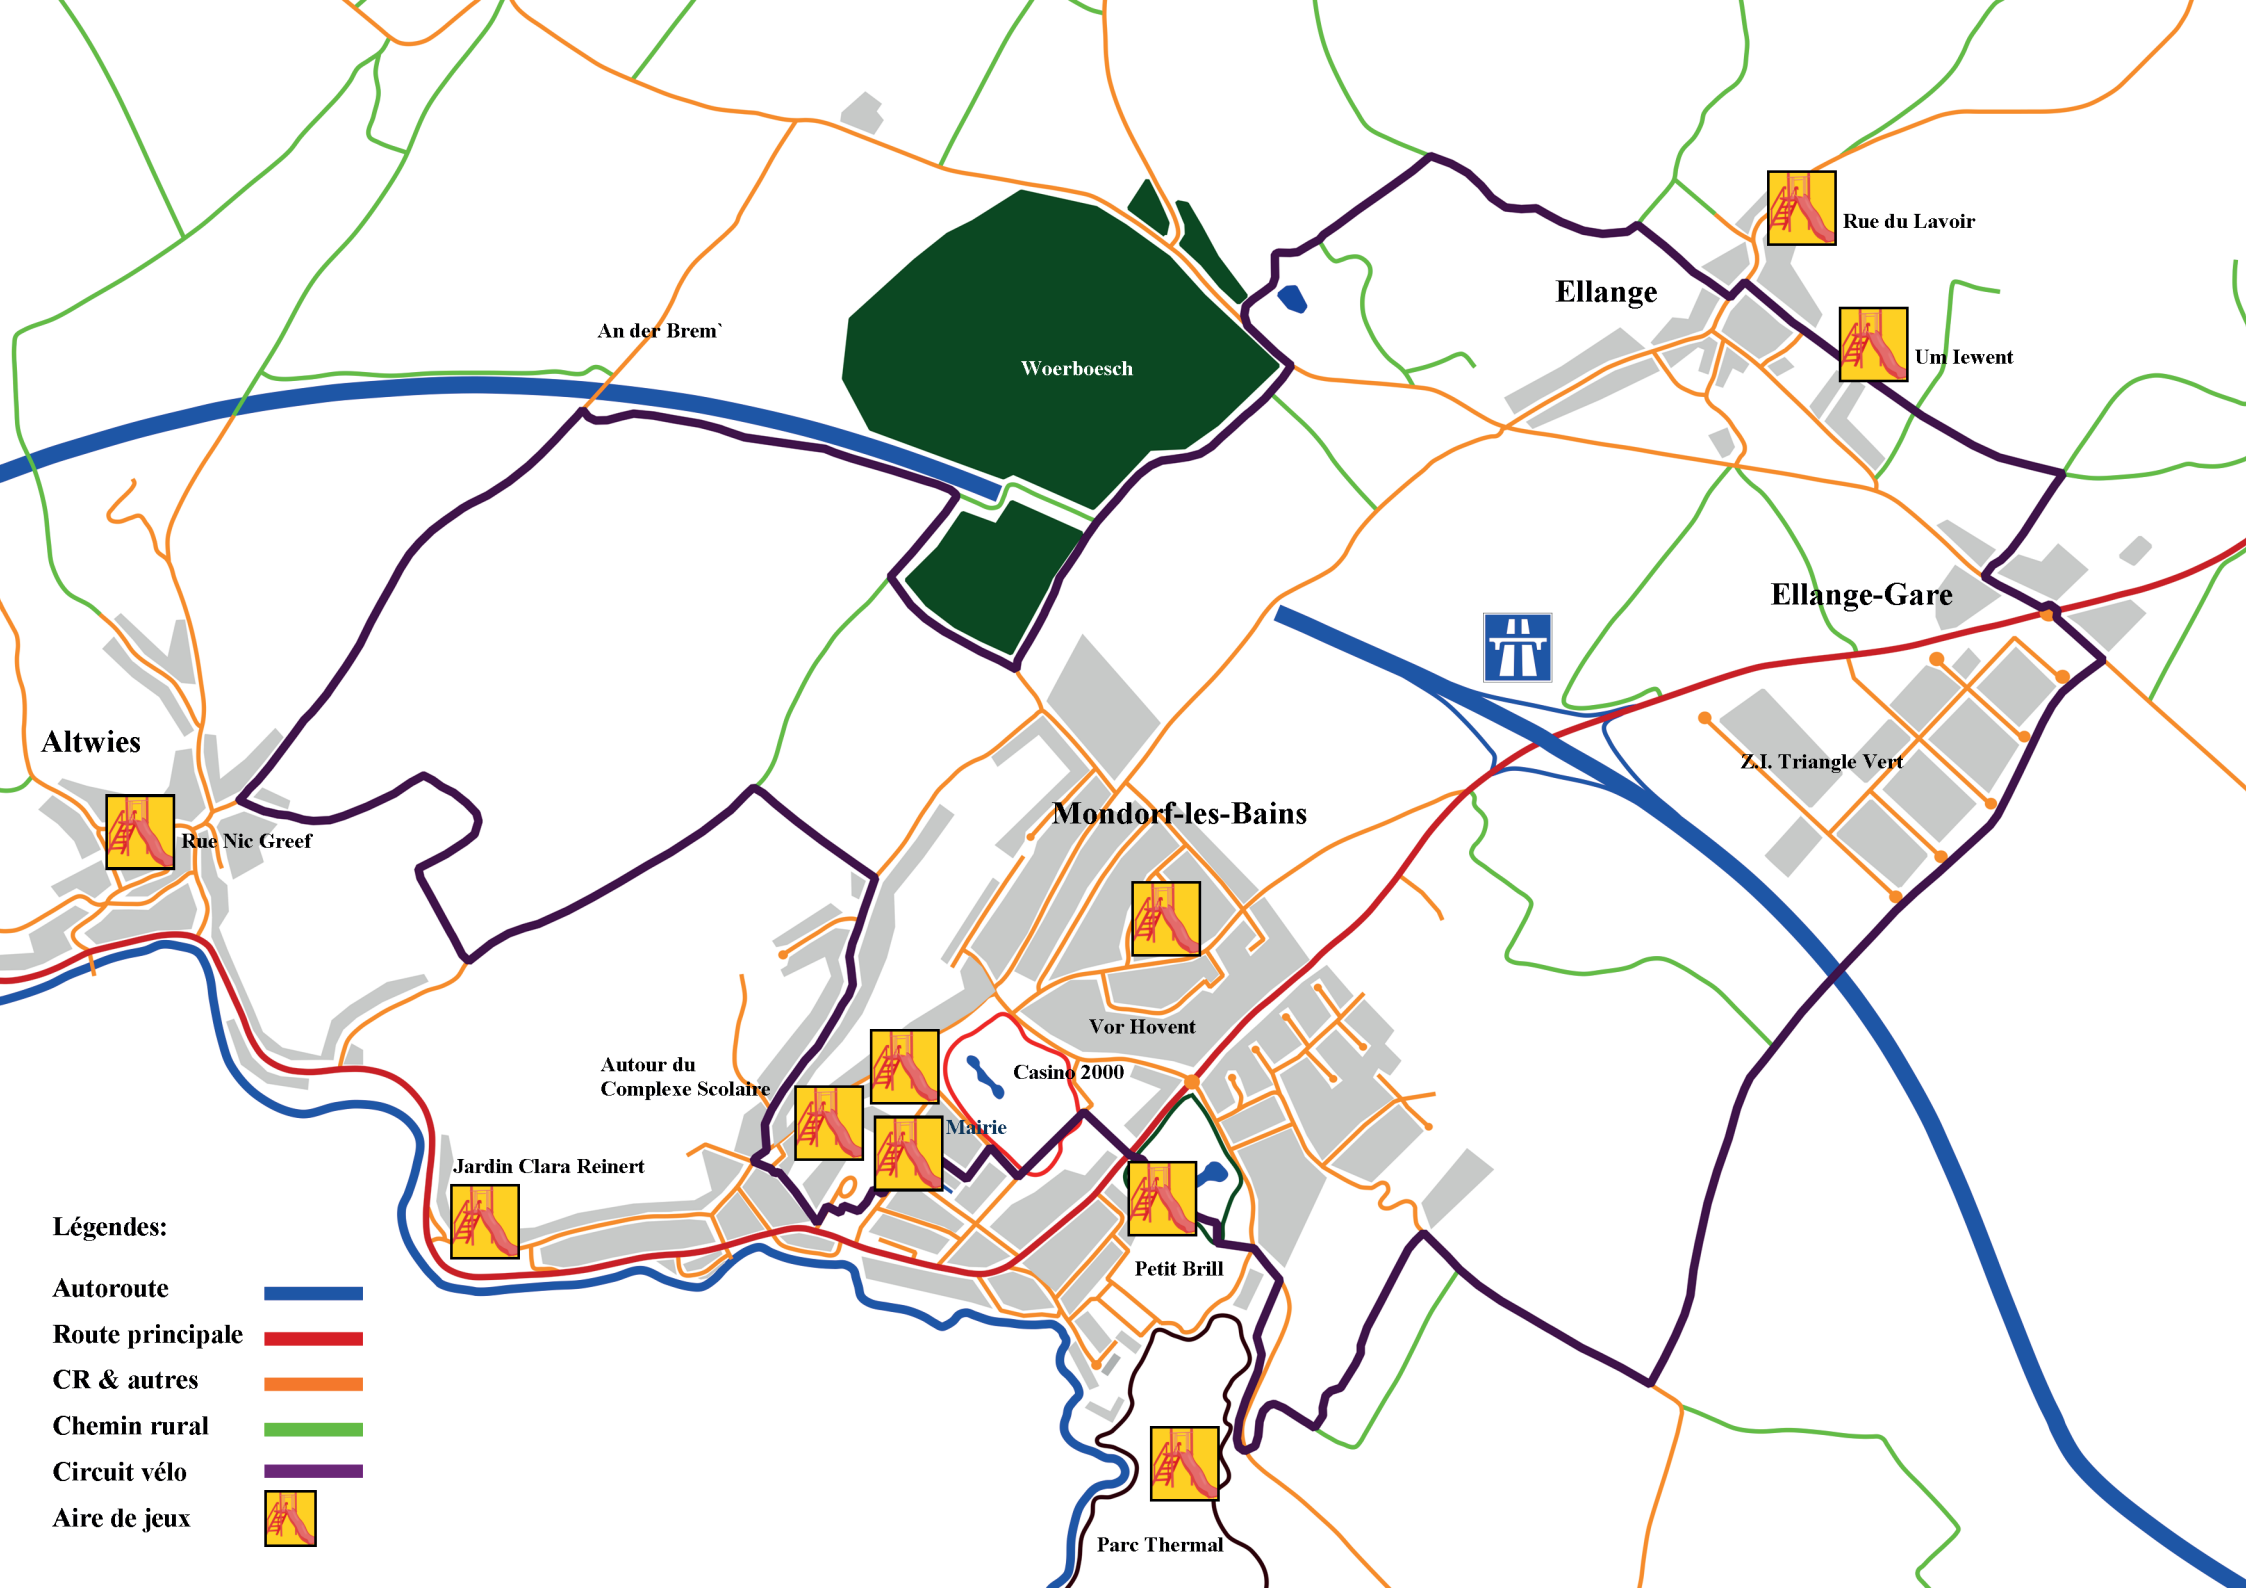 Rue du Lavoir
Ellange
An der Brem`
Um Iewent
Woerboesch
Ellange-Gare
Altwies
Z.I. Triangle Vert
Mondorf-les-Bains
Rue Nic Greef
Vor Hovent
Autour du
Complexe Scolaire
Casino 2000
Mairie
Jardin Clara Reinert
Petit Brill
Parc Thermal
Légendes:
Autoroute
Route principale
CR & autres
Chemin rural
Circuit vélo
Aire de jeux